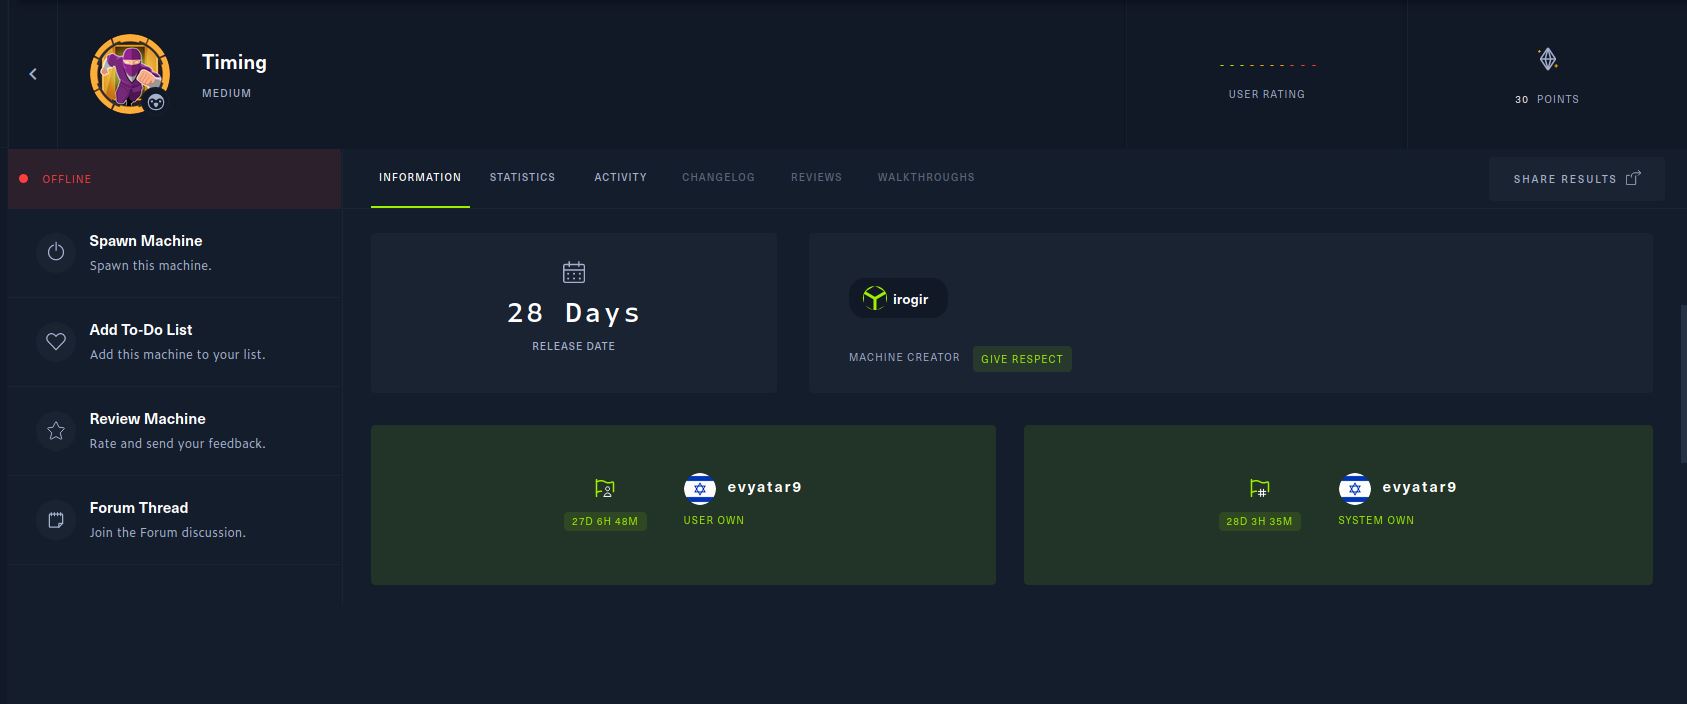 Timing
MEDIUM
USER RATING
30 POINTS
OFFLINE
INFORMATION STATISTICS ACTIVITY CHANGELOG REVIEWS WALKTHROUGHS
SHARE RESULTS
Spawn Machine
Spawn this machine.
Add To-Do List
Add this machine to your list.
Review Machine
Rate and send your feedback.
Forum Thread
Join the Forum discussion.
28 Days
RELEASE DATE
irogir
MACHINE CREATOR GIVE RESPECT
evyatar9
27D 6H 48M USER OWN
evyatar9
28D 3H 35M SYSTEM OWN